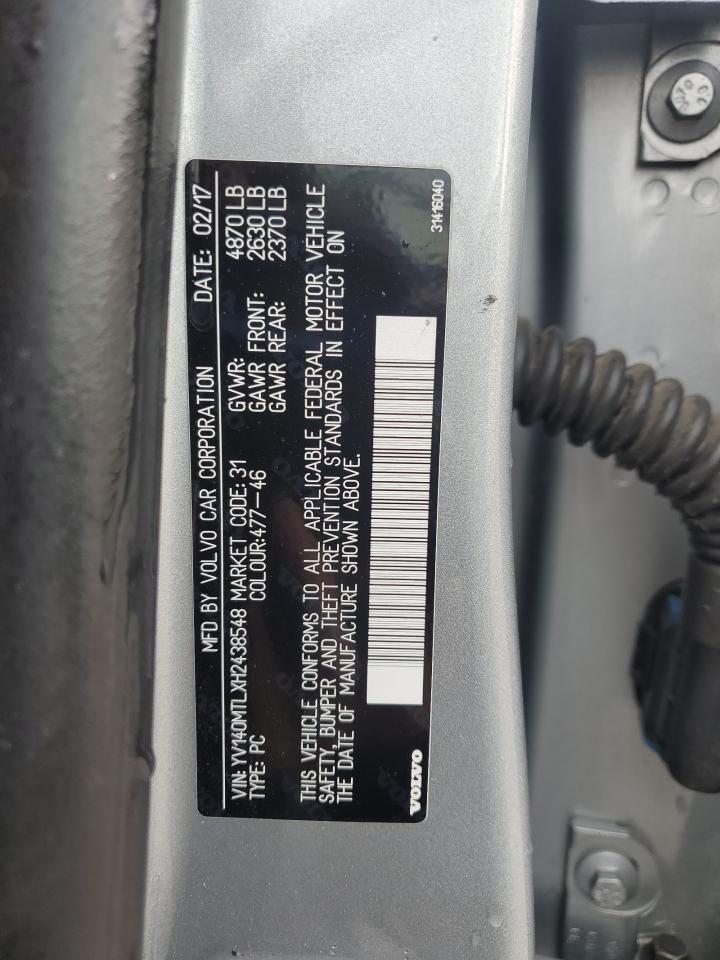 MFD BY VOLVO CAR CORPORATION DATE: 02/17
VIN: YV140MTLXH2438548 MARKET CODE: 31 GVWR: 4870 LB
TYPE: PC COLOUR:477-46 GAWR FRONT: 2630 LB
GAWR REAR: 2370 LB
THIS VEHICLE CONFORMS TO ALL APPLICABLE FEDERAL MOTOR VEHICLE
SAFETY, BUMPER AND THEFT PREVENTION STANDARDS IN EFFECT ON
THE DATE OF MANUFACTURE SHOWN ABOVE.
VOLVO 31416040